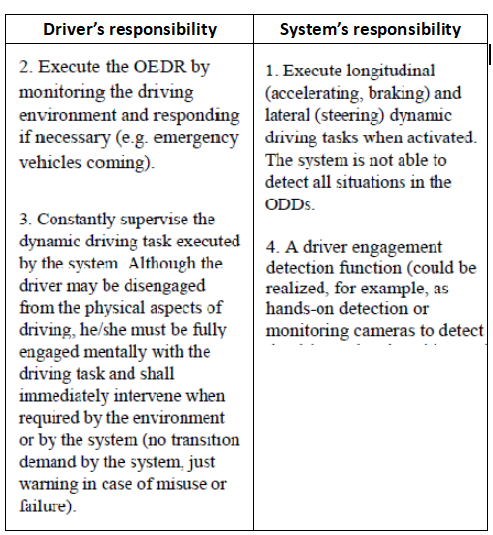 Driver's responsibility
System's responsibility
2. Execute the OEDR by
monitoring the driving
environment and responding
if necessary (e.g. emergency
vehicles coming).
3. Constantly supervise the
dynamic driving task executed
by the system Although the
driver may be disengaged
from the physical aspects of
driving, he/she must be fully
engaged mentally with the
driving task and shall
immediately intervene when
required by the environment
or by the system (no transition
demand by the system, just
warning in case of misuse or
failure).
1. Execute longitudinal
(accelerating, braking) and
lateral (steering) dynamic
driving tasks when activated.
The system is not able to
detect all situations in the
ODDs.
4. A driver engagement
detection function (could be
realized, for example, as
hands-on detection or
monitoring cameras to detect